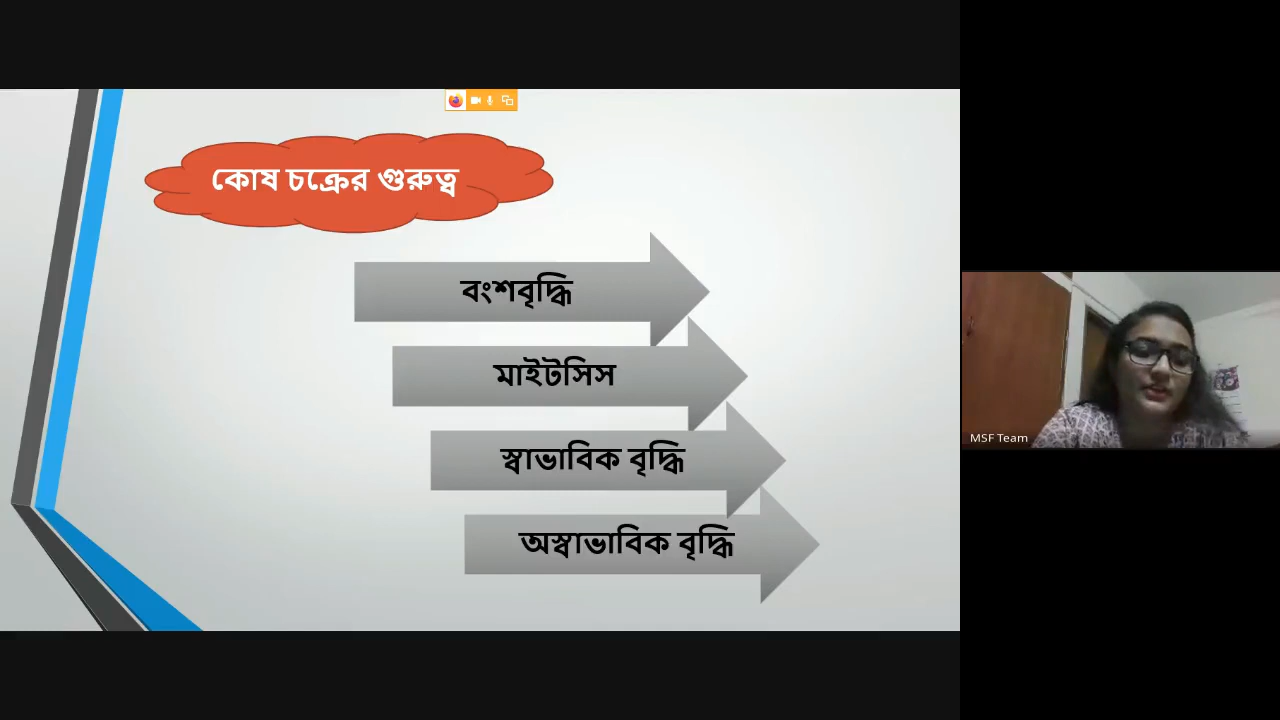 কোষ চক্রের গুরুত্ব
বংশবৃদ্ধি
মাইটসিস
স্বাভাবিক বৃদ্ধি
অস্বাভাবিক বৃদ্ধি
MSF Team